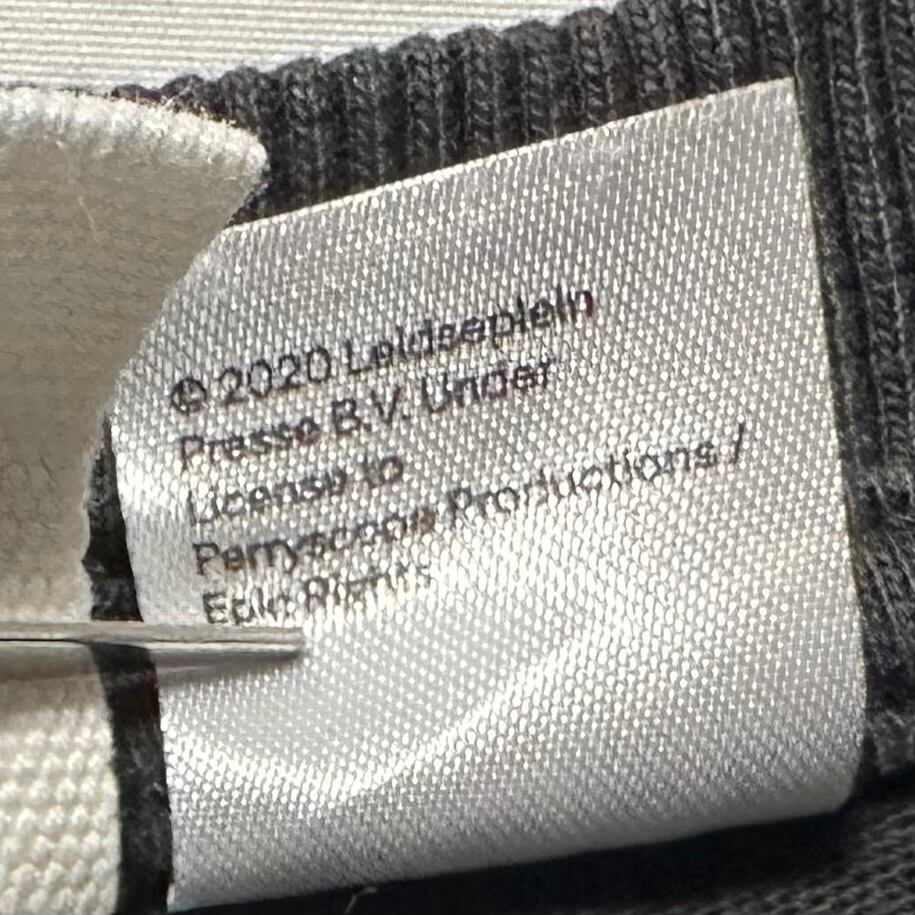 © 2020 Leidseplein
Presse B.V. Under
License to
Perryscope Productions /
Epic Rights